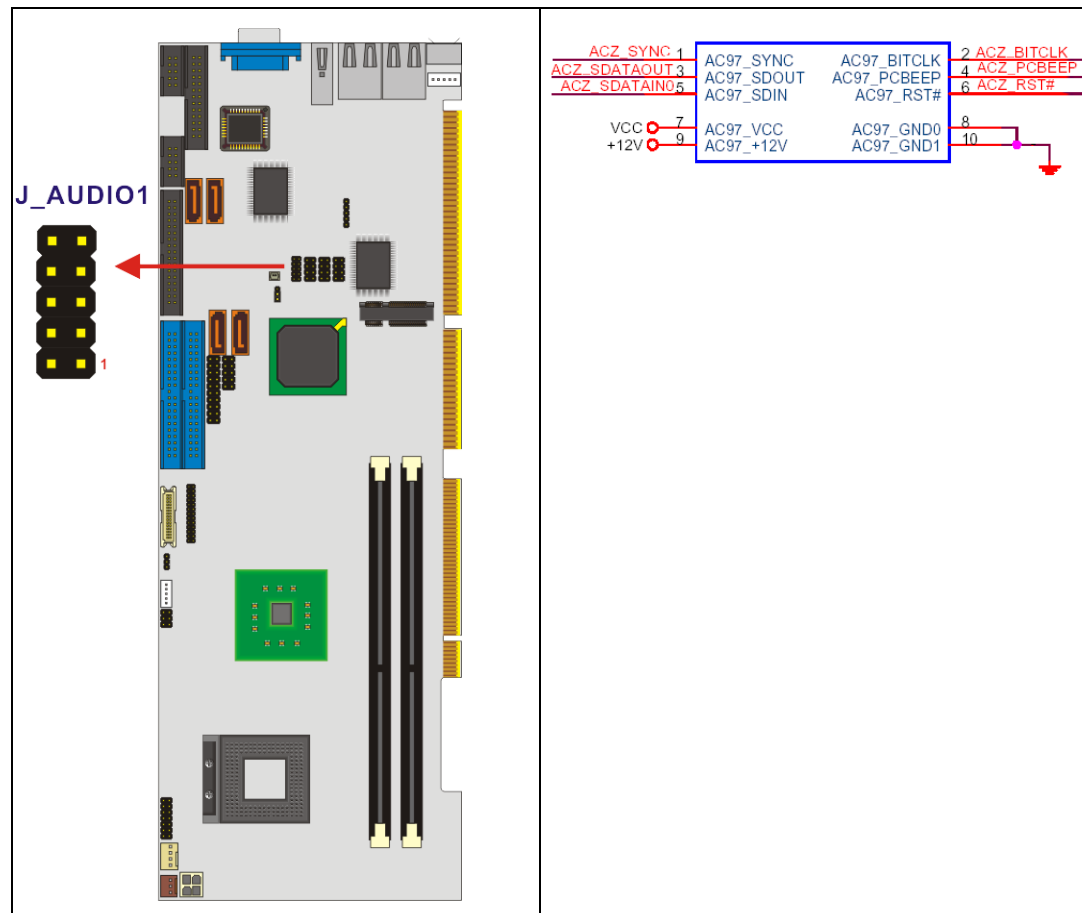 J_AUDIO1
1
ACZ_SYNC 1 AC97_SYNC AC97_BITCLK 2 ACZ_BITCLK
ACZ_SDATAOUT 3 AC97_SDOUT AC97_PCBEEP 4 ACZ_PCBEEP
ACZ_SDATAIN0 5 AC97_SDIN AC97_RST# 6 ACZ_RST#
VCC 7 AC97_VCC AC97_GND0 8
+12V 9 AC97_+12V AC97_GND1 10